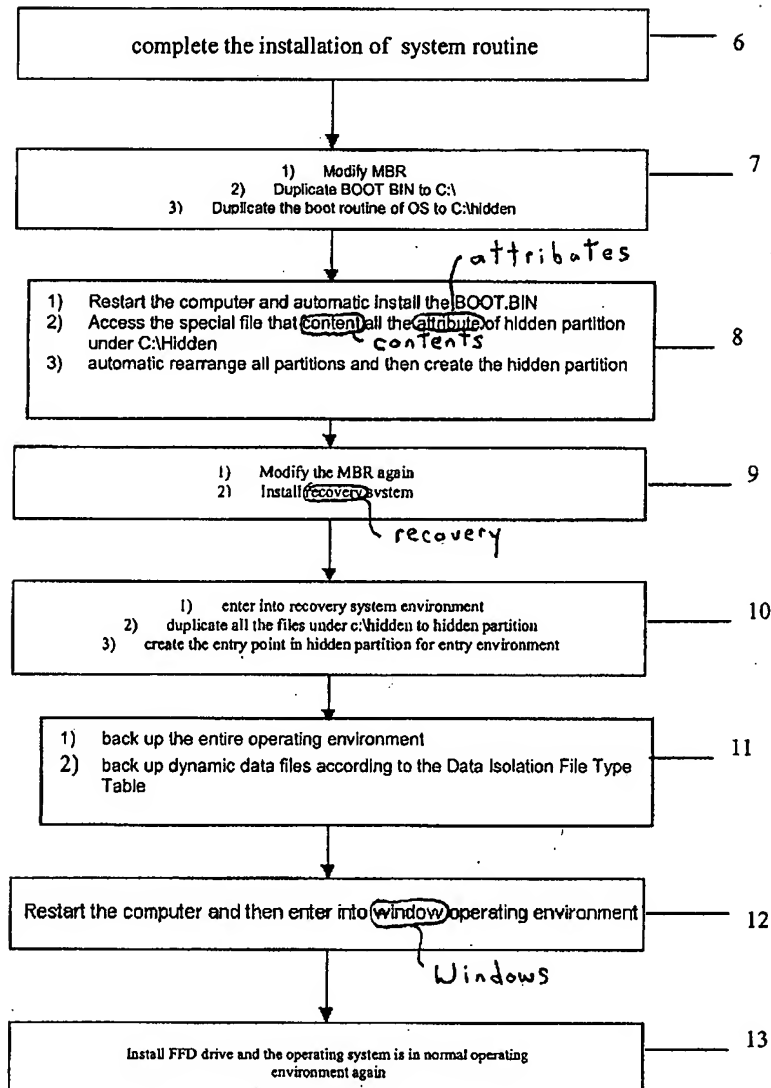 complete the installation of system routine
6
1) Modify MBR
2) Duplicate BOOT BIN to C:\
3) Duplicate the boot routine of OS to C:\hidden
7
attributes
1) Restart the computer and automatic install the BOOT.BIN
2) Access the special file that content all the attribute of hidden partition
under C:\Hidden
contents
3) automatic rearrange all partitions and then create the hidden partition
8
1) Modify the MBR again
2) Install recovery system
9
recovery
1) enter into recovery system environment
2) duplicate all the files under c:\hidden to hidden partition
3) create the entry point in hidden partition for entry environment
10
1) back up the entire operating environment
2) back up dynamic data files according to the Data Isolation File Type
Table
11
Restart the computer and then enter into window operating environment
12
Windows
Install FFD drive and the operating system is in normal operating
environment again
13